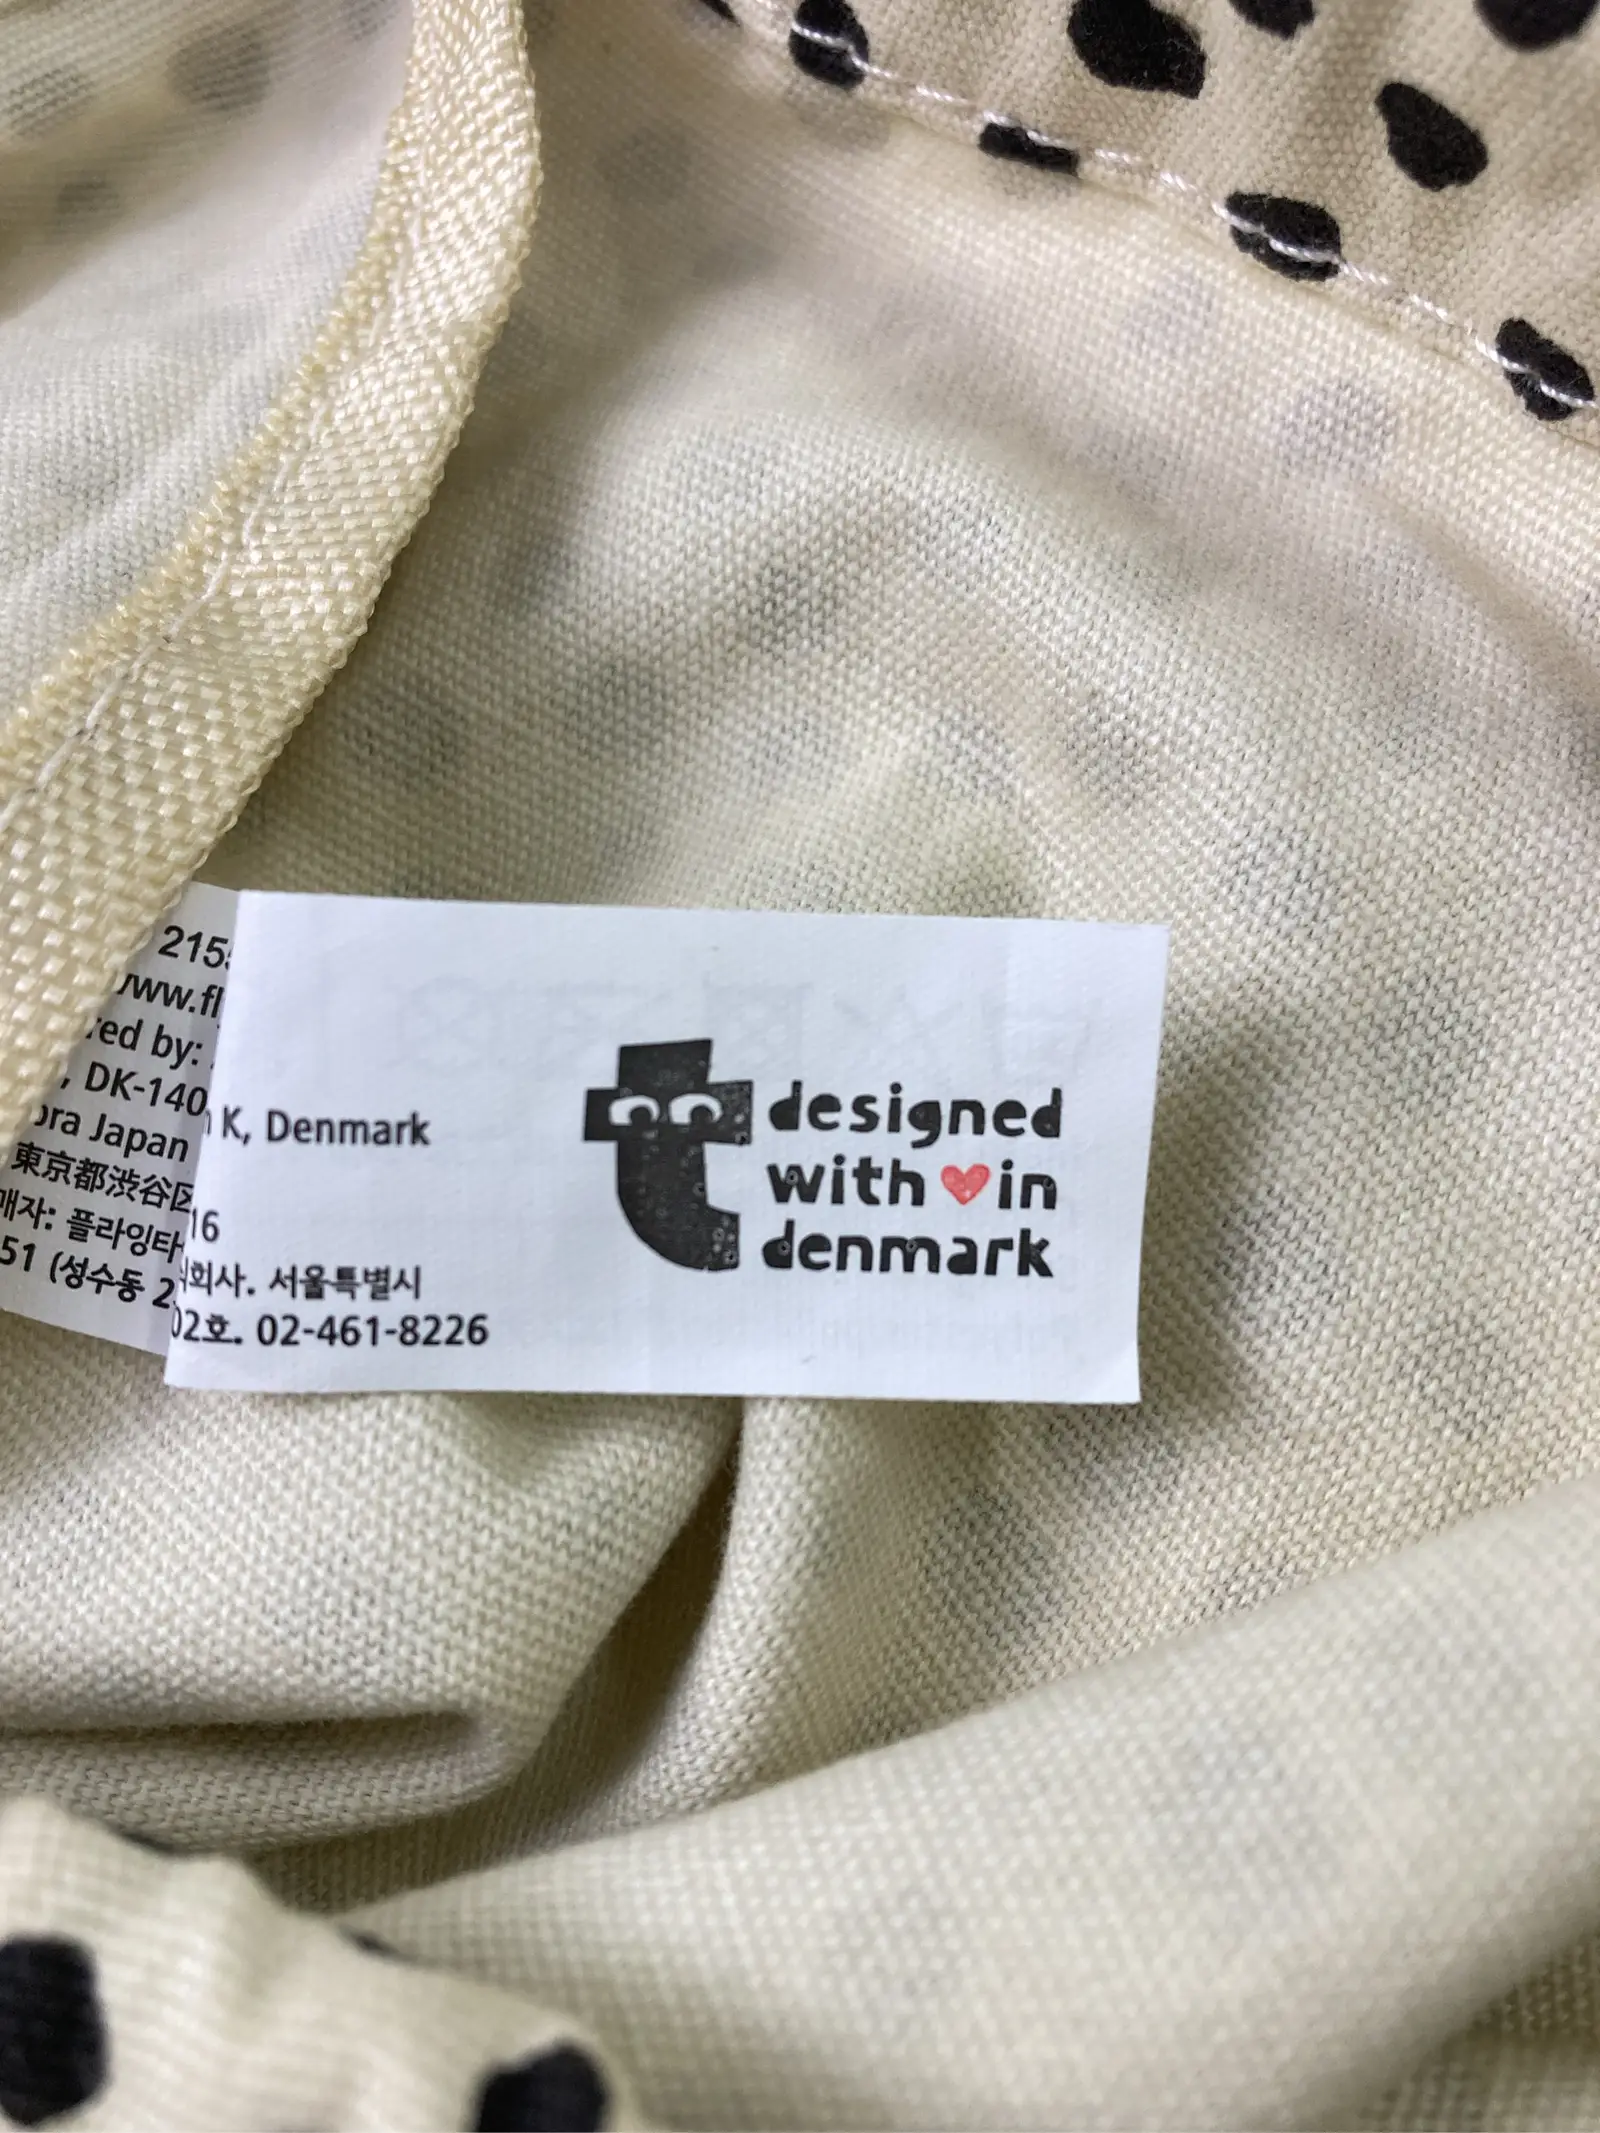 2155
www.fl
red by:
, DK-140
ora Japan
東京都渋谷区
매자: 플라잉타
51 (성수동 2
K, Denmark
16
회사. 서울특별시
02호. 02-461-8226
designed
with ❤ in
denmark